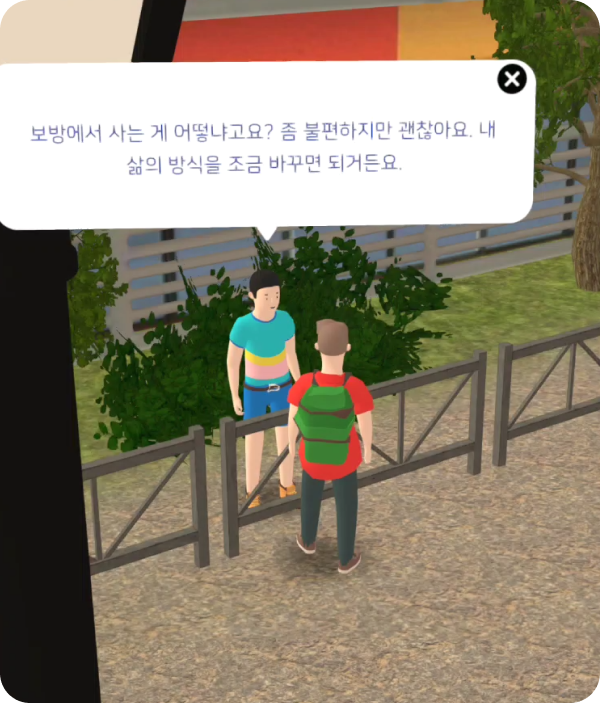 보방에서 사는 게 어떻냐고요? 좀 불편하지만 괜찮아요. 내
삶의 방식을 조금 바꾸면 되거든요.